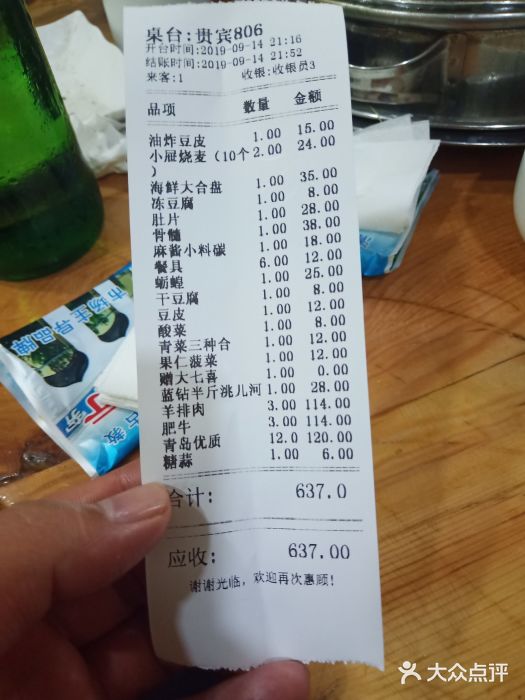 桌台:贵宾806
开台时间:2019-09-14 21:16
结账时间:2019-09-14 21:52
来客:1 收银:收银员3
品项 数量 金额
油炸豆皮 1.00 15.00
小屉烧麦（10个 2.00 24.00
）
海鲜大合盘 1.00 35.00
冻豆腐 1.00 8.00
肚片 1.00 28.00
骨髓 1.00 38.00
麻酱小料碳 1.00 18.00
餐具 6.00 12.00
蛎蝗 1.00 25.00
干豆腐 1.00 8.00
豆皮 1.00 12.00
酸菜 1.00 8.00
青菜三种合 1.00 12.00
果仁菠菜 1.00 12.00
赠大七喜 1.00 0.00
蓝钻半斤洮儿河 1.00 28.00
羊排肉 3.00 114.00
肥牛 3.00 114.00
青岛优质 12.0 120.00
糖蒜 1.00 6.00
合计: 637.0
应收: 637.00
谢谢光临，欢迎再次惠顾!
市场主导品牌
大众点评